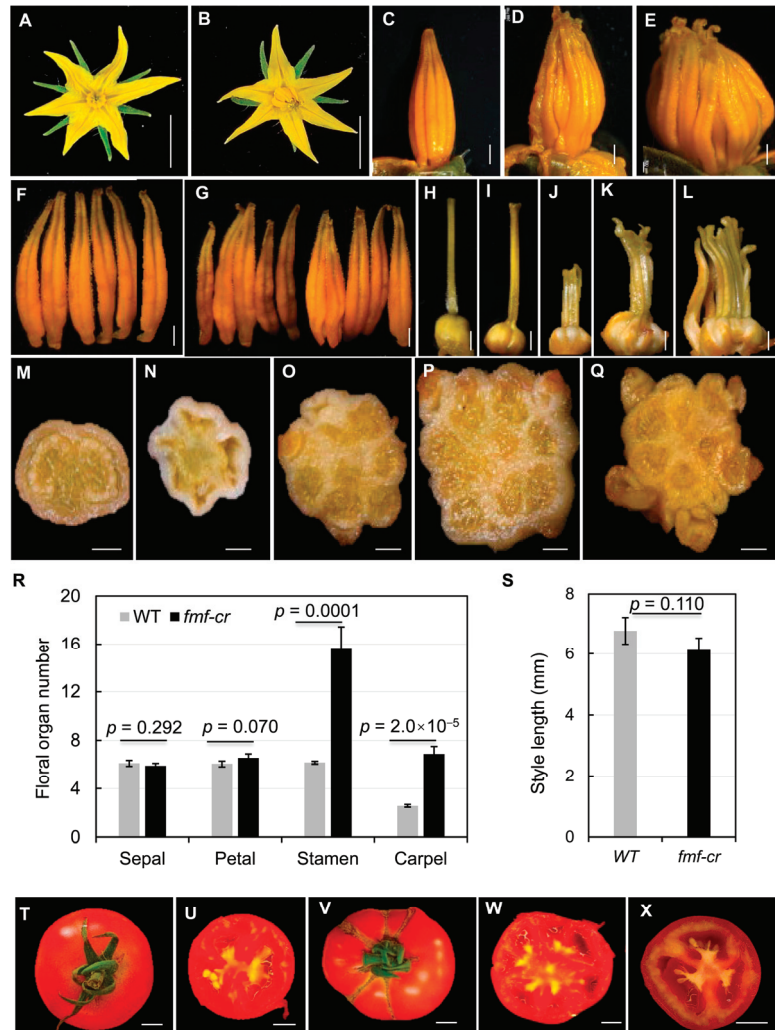 A B C D E
F G H I J K L
M N O P Q
R S
20
16
12
8
4
0
WT fmf-cr
p = 0.0001
p = 0.292 p = 0.070 p = 2.0×10⁻⁵
Floral organ number
Sepal Petal Stamen Carpel
8
6
4
2
0
p = 0.110
Style length (mm)
WT fmf-cr
T U V W X